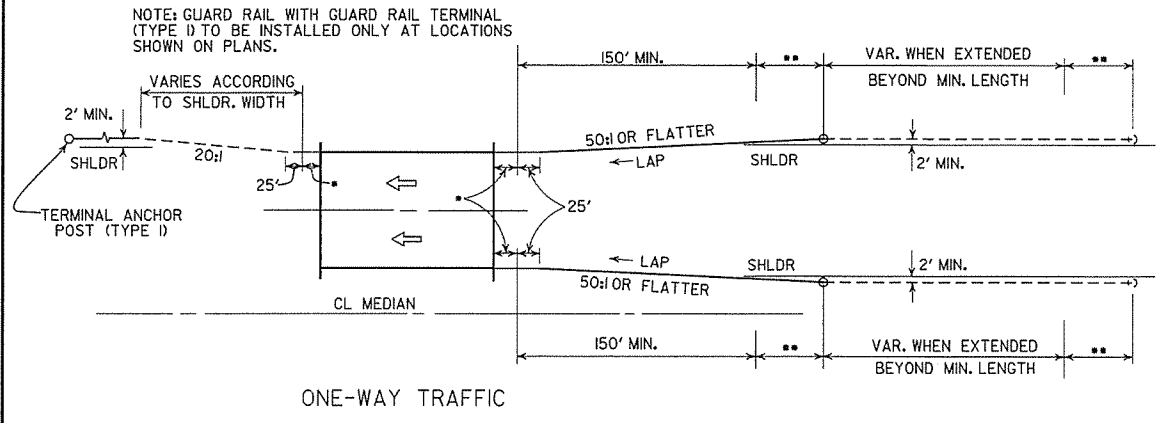 NOTE: GUARD RAIL WITH GUARD RAIL TERMINAL
(TYPE I) TO BE INSTALLED ONLY AT LOCATIONS
SHOWN ON PLANS.
150' MIN.
**
VAR. WHEN EXTENDED
BEYOND MIN. LENGTH
**
VARIES ACCORDING
TO SHLDR. WIDTH
2' MIN.
SHLDR
20:1
25'
*
TERMINAL ANCHOR
POST (TYPE I)
50:1 OR FLATTER
← LAP
SHLDR
2' MIN.
*
25'
← LAP
50:1 OR FLATTER
SHLDR
2' MIN.
CL MEDIAN
150' MIN.
**
VAR. WHEN EXTENDED
BEYOND MIN. LENGTH
**
ONE-WAY TRAFFIC